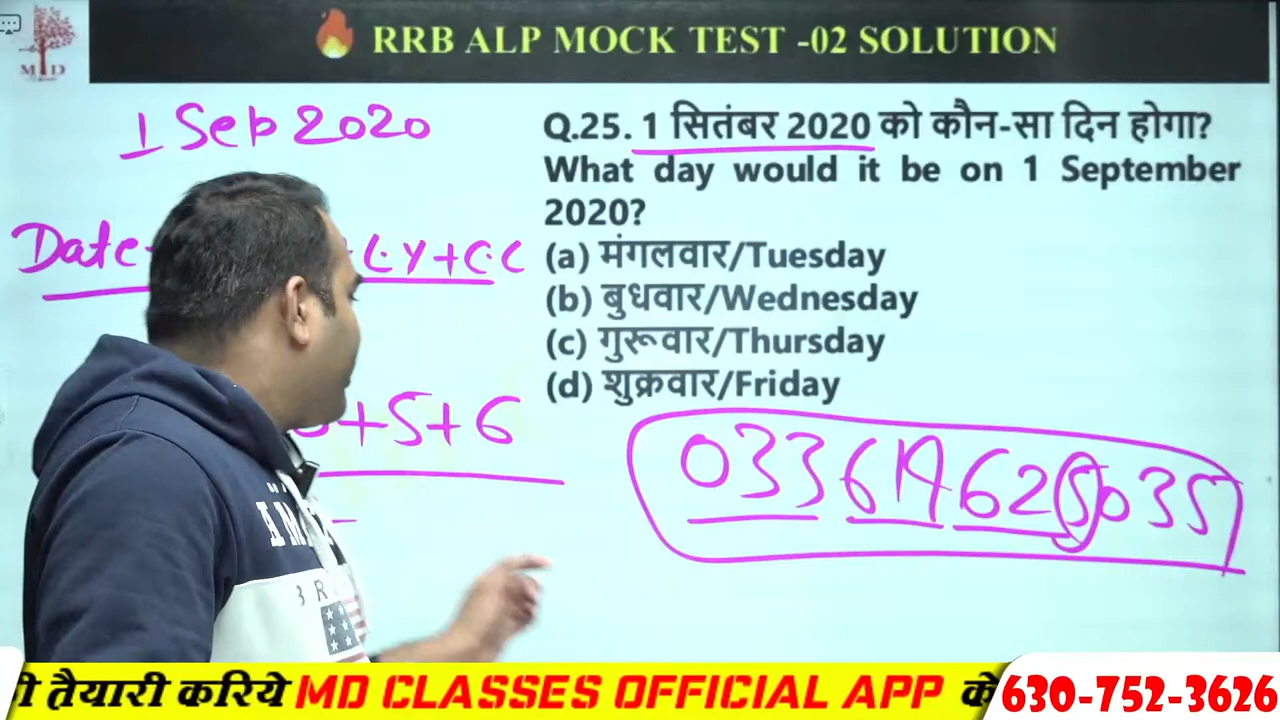 RRB ALP MOCK TEST -02 SOLUTION
M D
1 Sep 2020
Q.25. 1 सितंबर 2020 को कौन-सा दिन होगा?
What day would it be on 1 September
2020?
Date
+ L.Y + C.C
(a) मंगलवार/Tuesday
(b) बुधवार/Wednesday
(c) गुरूवार/Thursday
(d) शुक्रवार/Friday
+5+6
033614625035
तैयारी करिये MD CLASSES OFFICIAL APP के
630-752-3626